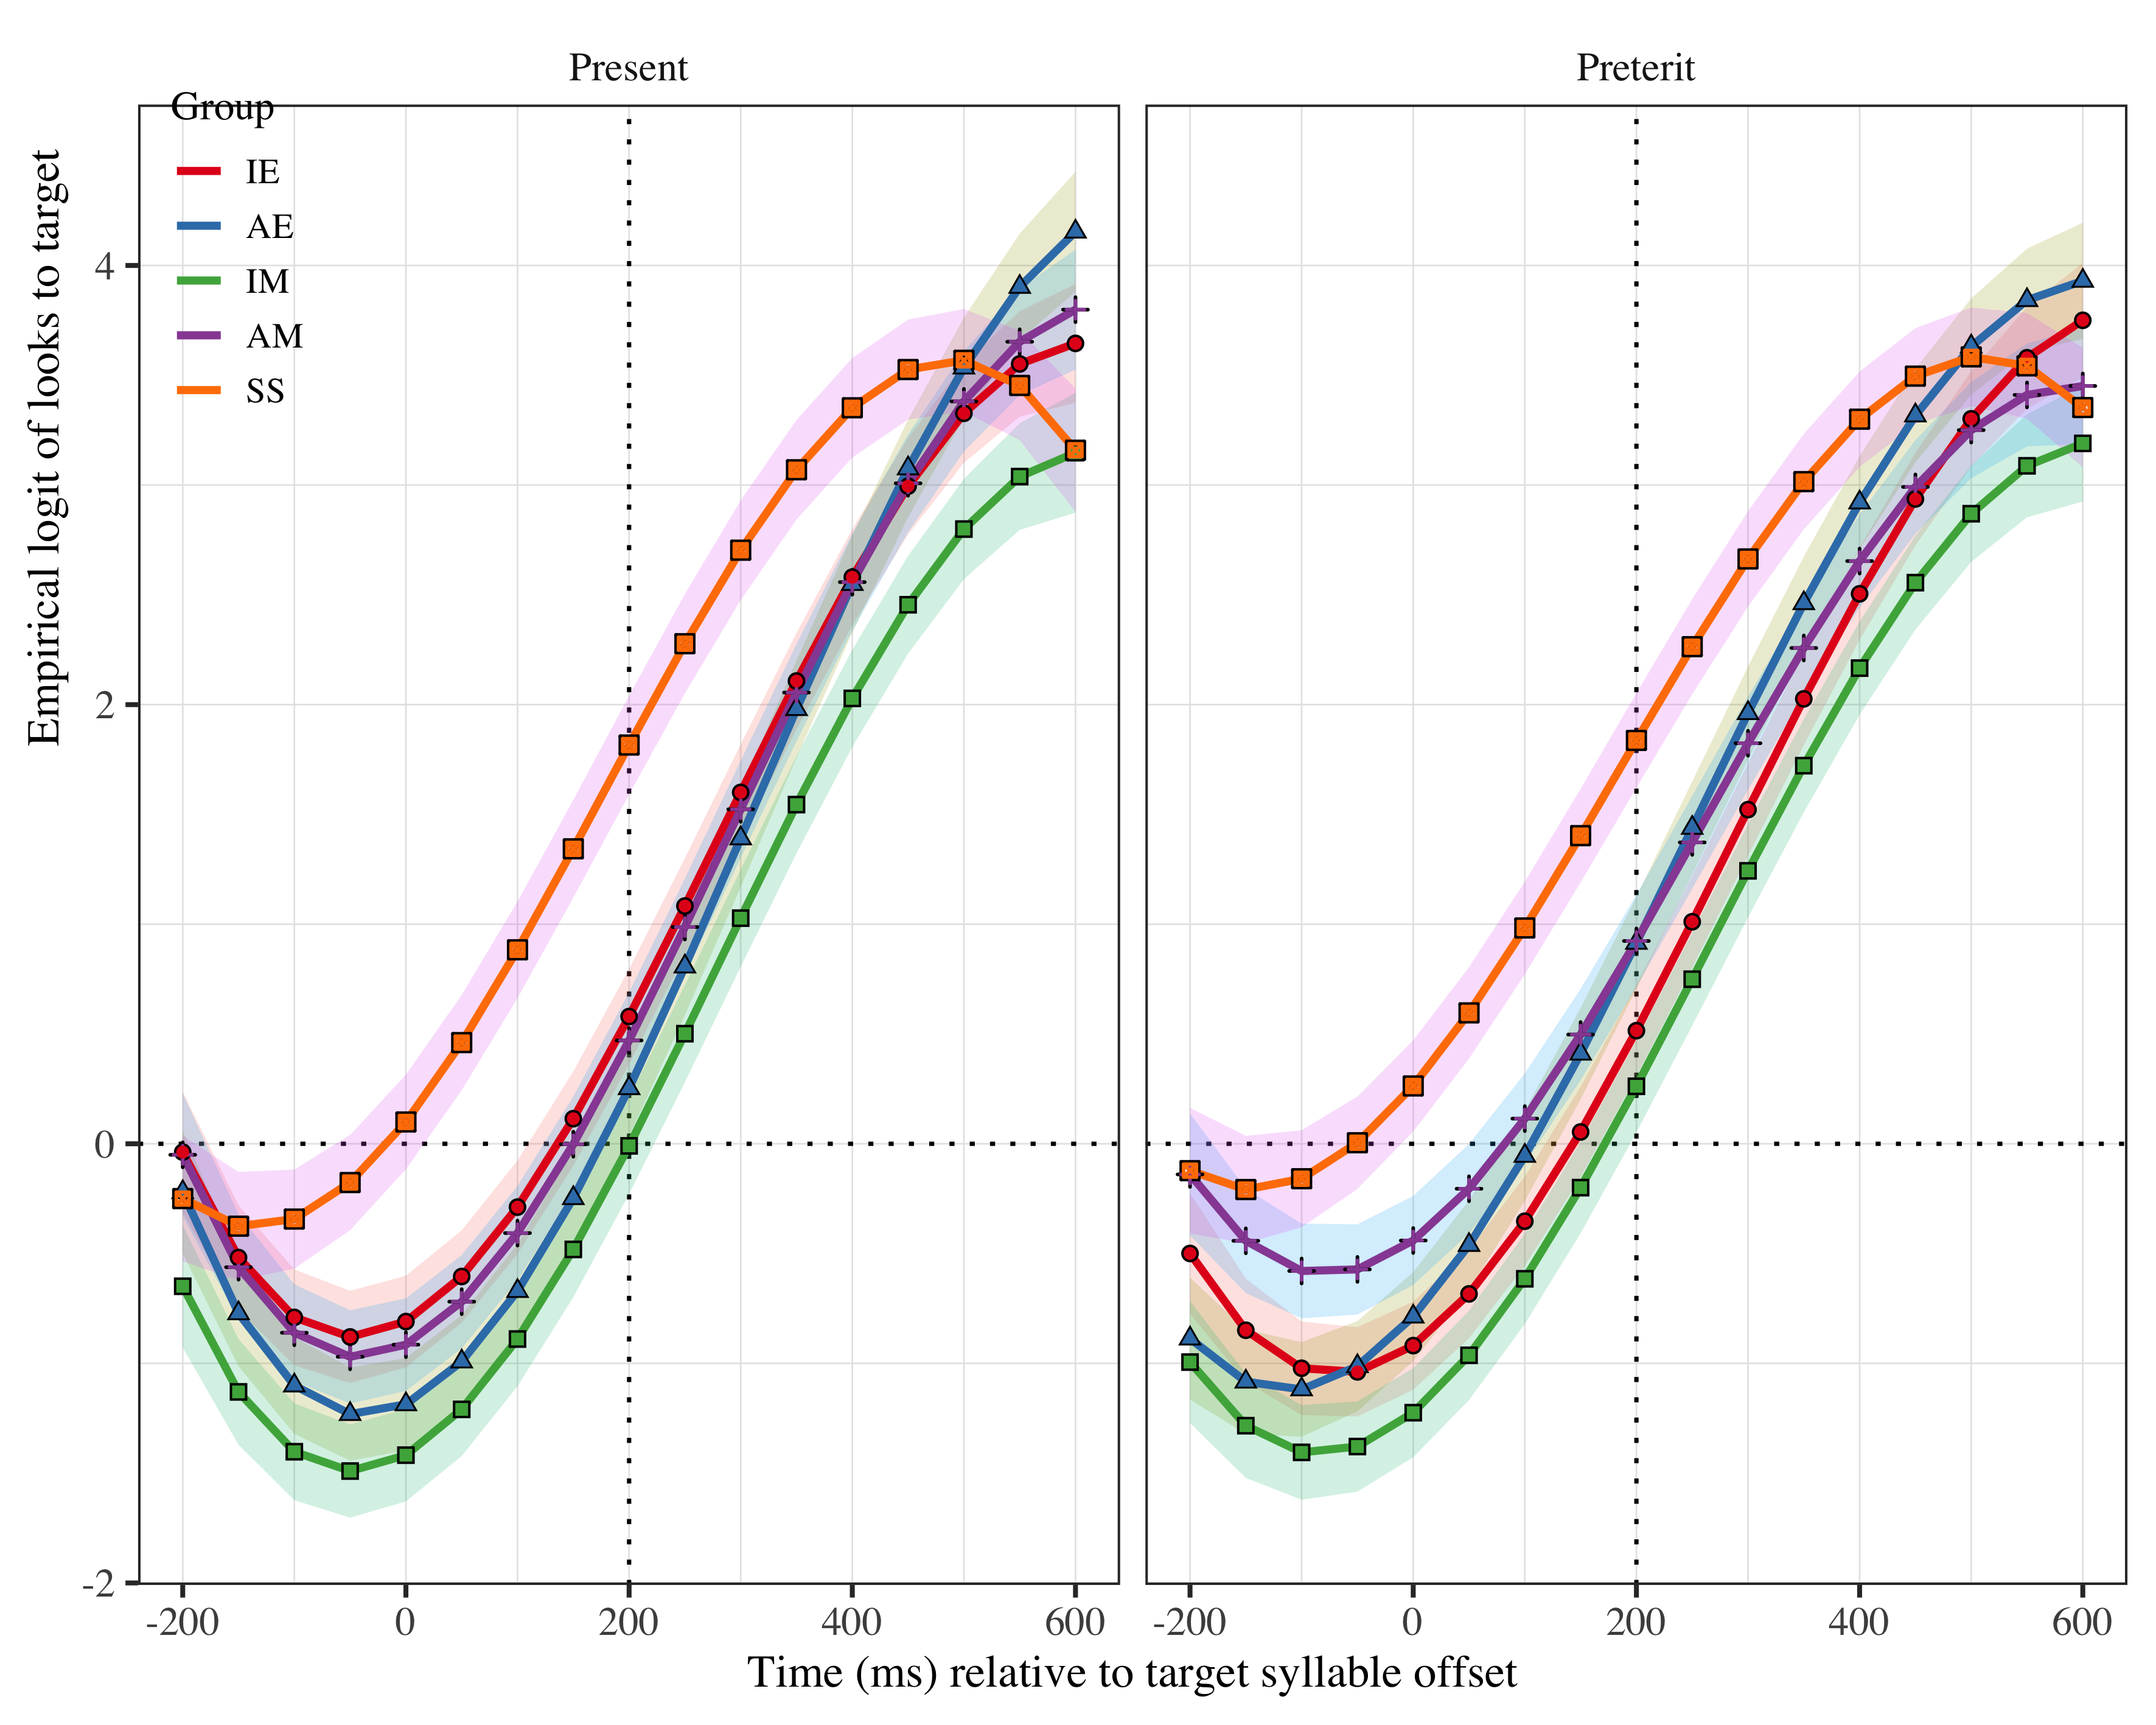 Present
Preterit
Group
IE
AE
IM
AM
SS
Empirical logit of looks to target
4
2
0
-2
-200 0 200 400 600
-200 0 200 400 600
Time (ms) relative to target syllable offset